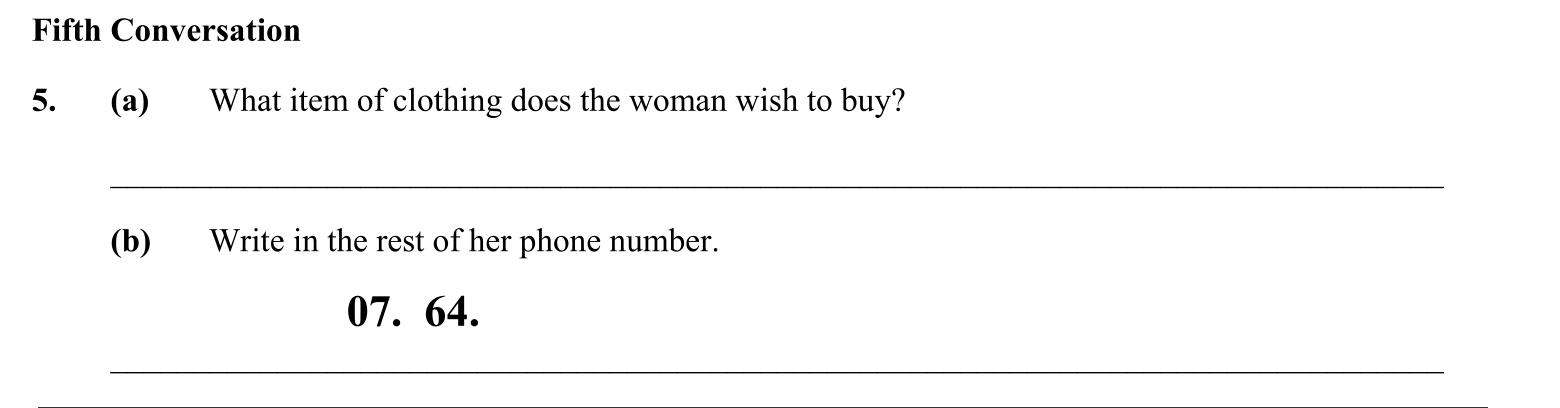 Fifth Conversation
5. (a) What item of clothing does the woman wish to buy?
(b) Write in the rest of her phone number.
07. 64.